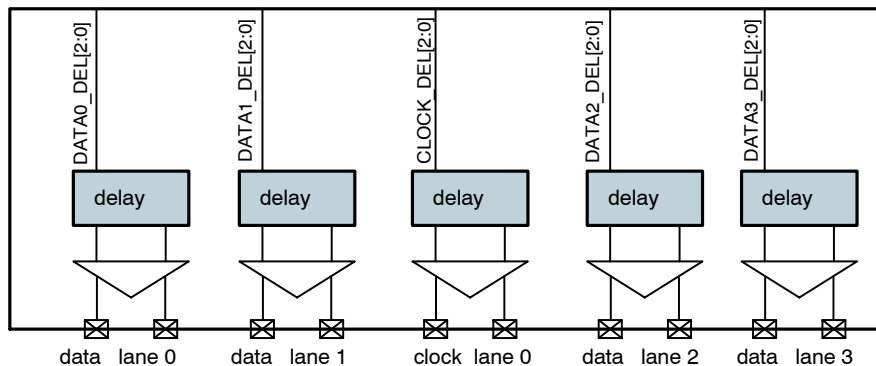 DATA0_DEL[2:0]
DATA1_DEL[2:0]
CLOCK_DEL[2:0]
DATA2_DEL[2:0]
DATA3_DEL[2:0]
delay
delay
delay
delay
delay
data lane 0
data lane 1
clock lane 0
data lane 2
data lane 3